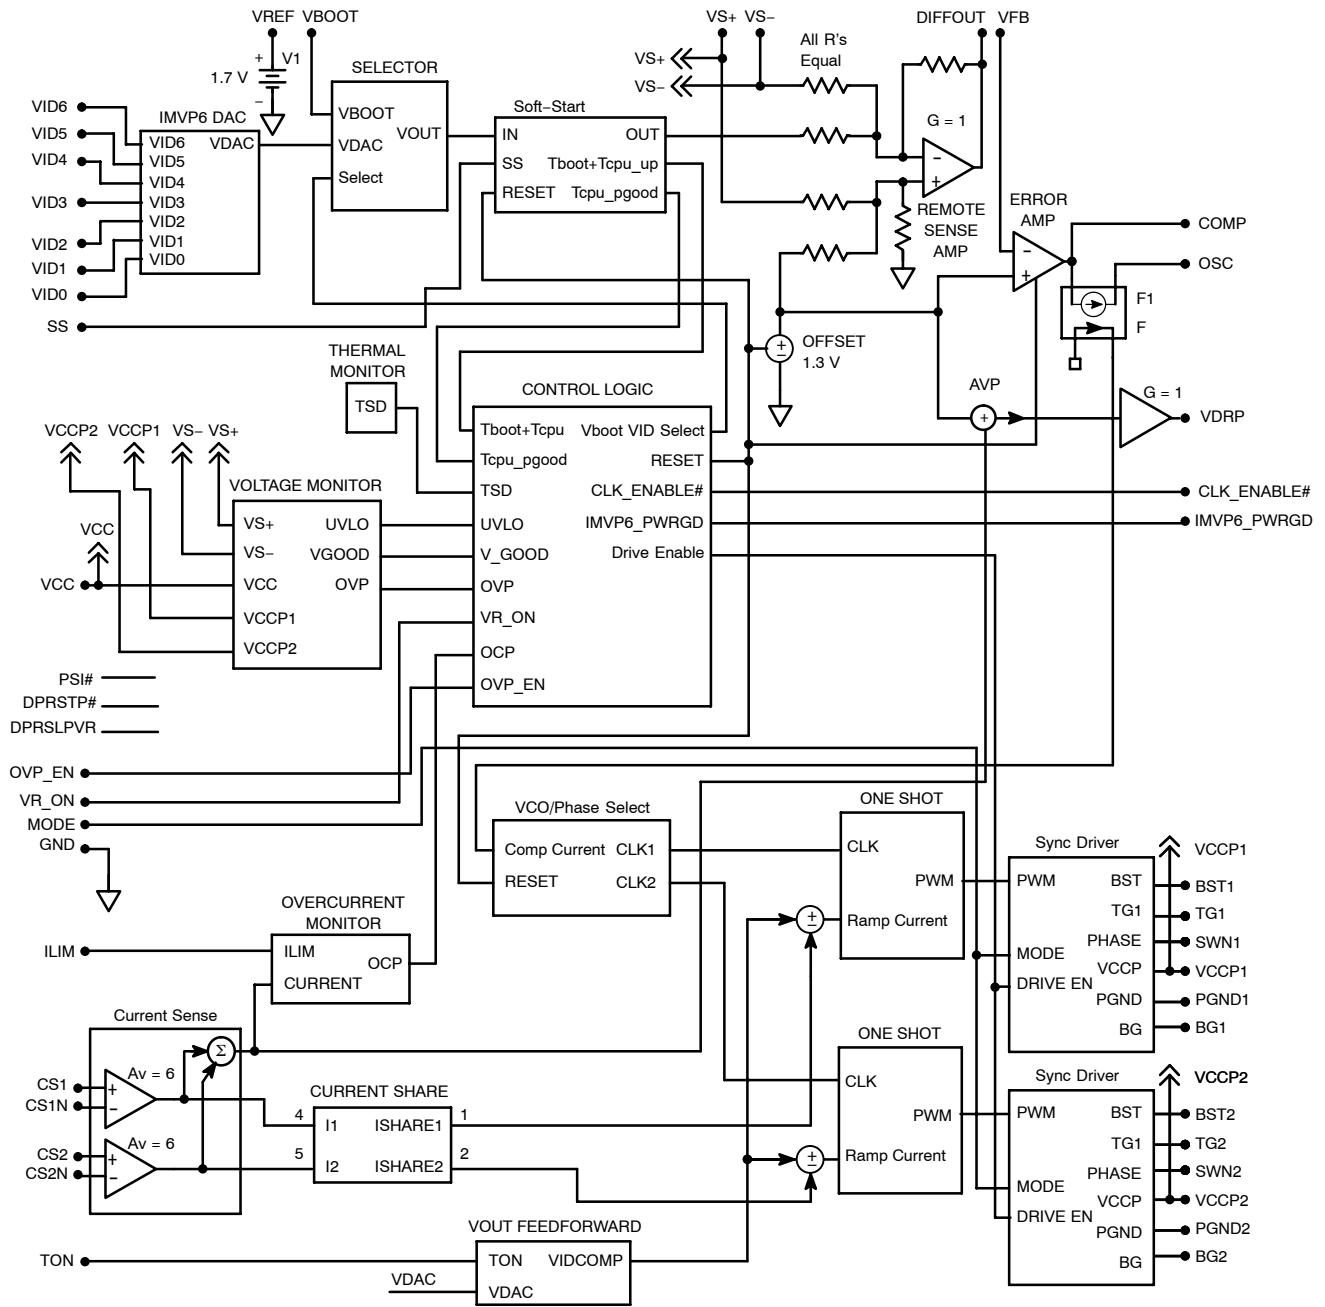 VREF VBOOT
VS+ VS−
DIFFOUT VFB
+ V1
1.7 V
−
SELECTOR
VBOOT
VDAC
Select
VOUT
VS+
VS−
All R's
Equal
Soft−Start
IN
SS
RESET
OUT
Tboot+Tcpu_up
Tcpu_pgood
G = 1
−
+
REMOTE
SENSE
AMP
ERROR
AMP
−
+
COMP
OSC
F1
F
VID6
VID5
VID4
VID3
VID2
VID1
VID0
SS
IMVP6 DAC
VID6
VID5
VID4
VID3
VID2
VID1
VID0
VDAC
THERMAL
MONITOR
TSD
+
−
OFFSET
1.3 V
AVP
+
G = 1
VDRP
CONTROL LOGIC
Tboot+Tcpu
Tcpu_pgood
TSD
UVLO
V_GOOD
OVP
VR_ON
OCP
OVP_EN
Vboot VID Select
RESET
CLK_ENABLE#
IMVP6_PWRGD
Drive Enable
CLK_ENABLE#
IMVP6_PWRGD
VCCP2 VCCP1 VS− VS+
VCC
VCC
VOLTAGE MONITOR
VS+
VS−
VCC
VCCP1
VCCP2
UVLO
VGOOD
OVP
PSI#
DPRSTP#
DPRSLPVR
OVP_EN
VR_ON
MODE
GND
VCO/Phase Select
Comp Current
RESET
CLK1
CLK2
ONE SHOT
CLK
PWM
Ramp Current
+
−
Sync Driver
PWM
MODE
DRIVE EN
BST
TG1
PHASE
VCCP
PGND
BG
VCCP1
BST1
TG1
SWN1
VCCP1
PGND1
BG1
OVERCURRENT
MONITOR
ILIM
ILIM
CURRENT
OCP
Current Sense
Σ
CS1
CS1N
+
−
Av = 6
CS2
CS2N
+
−
Av = 6
CURRENT SHARE
4
5
I1
I2
ISHARE1
ISHARE2
1
2
ONE SHOT
CLK
PWM
Ramp Current
+
−
Sync Driver
PWM
MODE
DRIVE EN
BST
TG1
PHASE
VCCP
PGND
BG
VCCP2
BST2
TG2
SWN2
VCCP2
PGND2
BG2
VOUT FEEDFORWARD
TON
TON
VDAC
VDAC
VIDCOMP